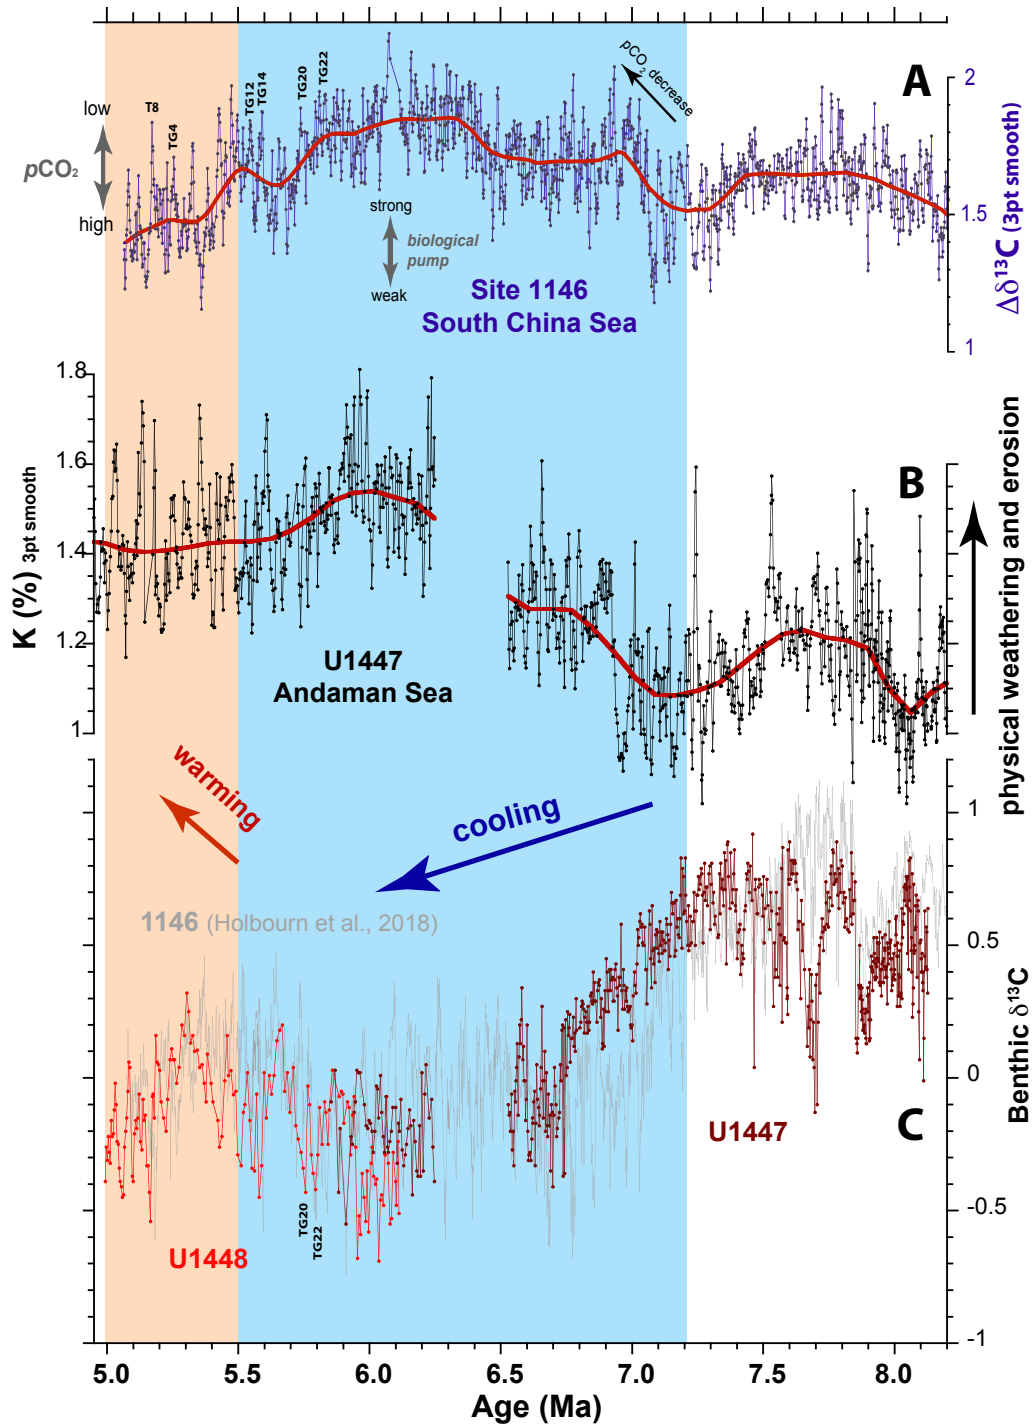 A
low
pCO2
high
T8
TG4
TG12
TG14
TG20
TG22
pCO2 decrease
strong
biological
pump
weak
Site 1146
South China Sea
2
1.5
1
Δδ13C (3pt smooth)
B
1.8
1.6
1.4
1.2
1
K (%) 3pt smooth
U1447
Andaman Sea
physical weathering and erosion
warming
cooling
1146 (Holbourn et al., 2018)
TG20
TG22
U1448
U1447
C
1
0.5
0
-0.5
-1
Benthic δ13C
5.0 5.5 6.0 6.5 7.0 7.5 8.0
Age (Ma)